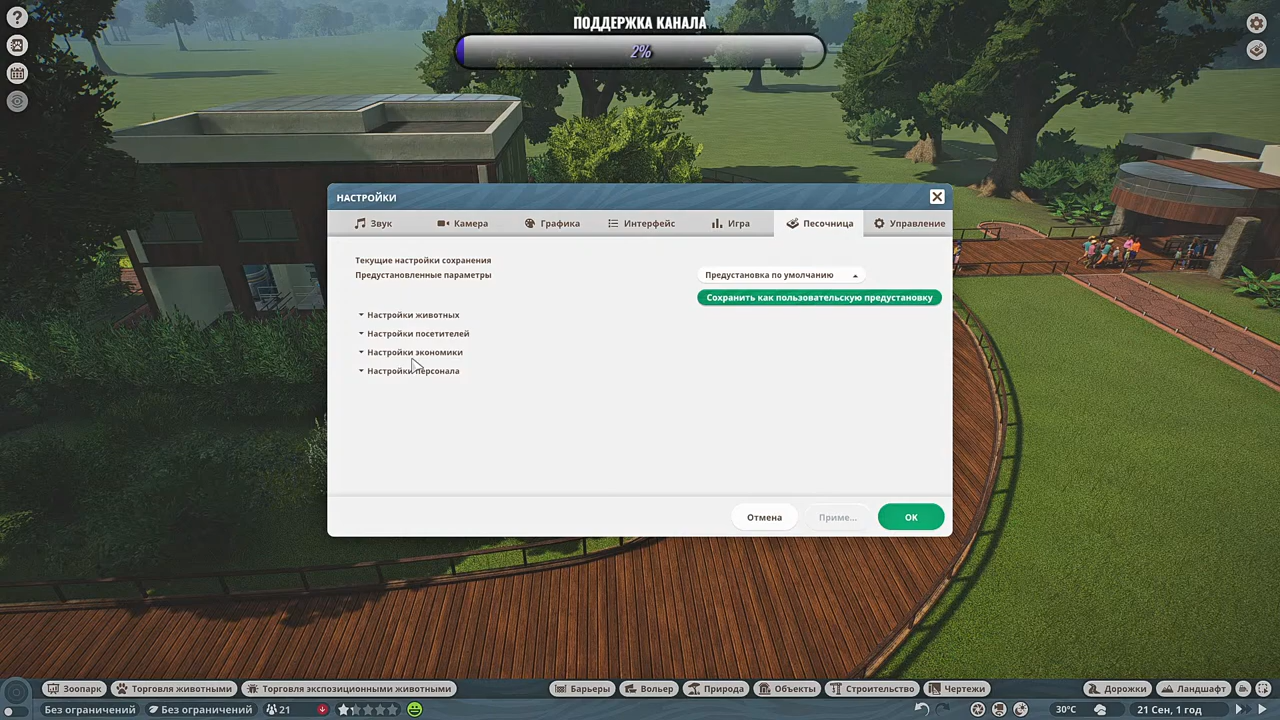 ПОДДЕРЖКА КАНАЛА
2%
НАСТРОЙКИ
Звук
Камера
Графика
Интерфейс
Игра
Песочница
Управление
Текущие настройки сохранения
Предустановленные параметры
Предустановка по умолчанию
Сохранить как пользовательскую предустановку
Настройки животных
Настройки посетителей
Настройки экономики
Настройки персонала
Отмена
Приме...
OK
Зоопарк
Торговля животными
Торговля экспозиционными животными
Барьеры
Вольер
Природа
Объекты
Строительство
Чертежи
Дорожки
Ландшафт
Без ограничений
Без ограничений
21
30°C
21 Сен, 1 год